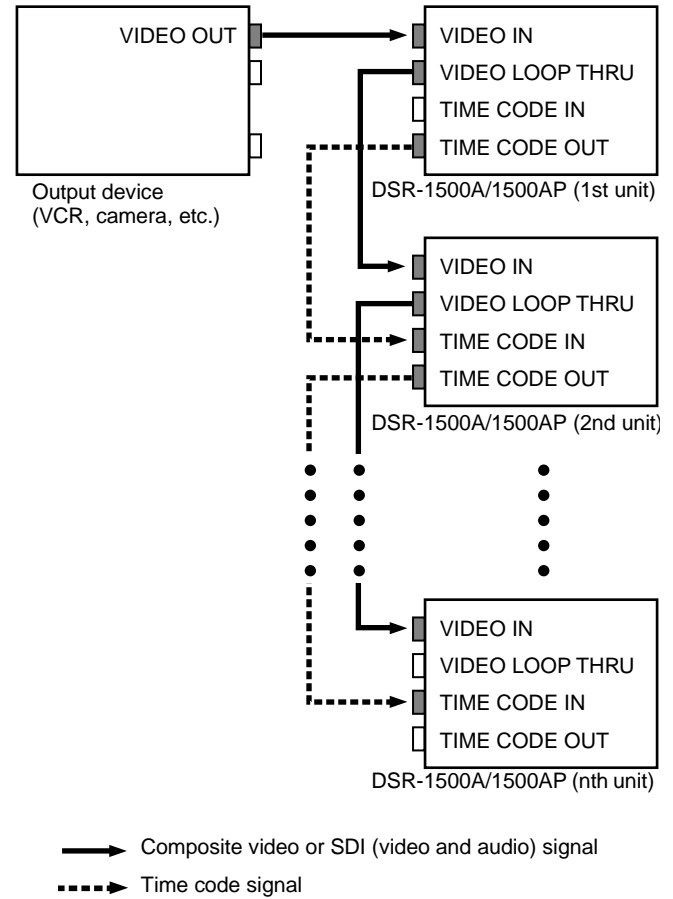 VIDEO OUT
Output device
(VCR, camera, etc.)
VIDEO IN
VIDEO LOOP THRU
TIME CODE IN
TIME CODE OUT
DSR-1500A/1500AP (1st unit)
VIDEO IN
VIDEO LOOP THRU
TIME CODE IN
TIME CODE OUT
DSR-1500A/1500AP (2nd unit)
VIDEO IN
VIDEO LOOP THRU
TIME CODE IN
TIME CODE OUT
DSR-1500A/1500AP (nth unit)
Composite video or SDI (video and audio) signal
Time code signal